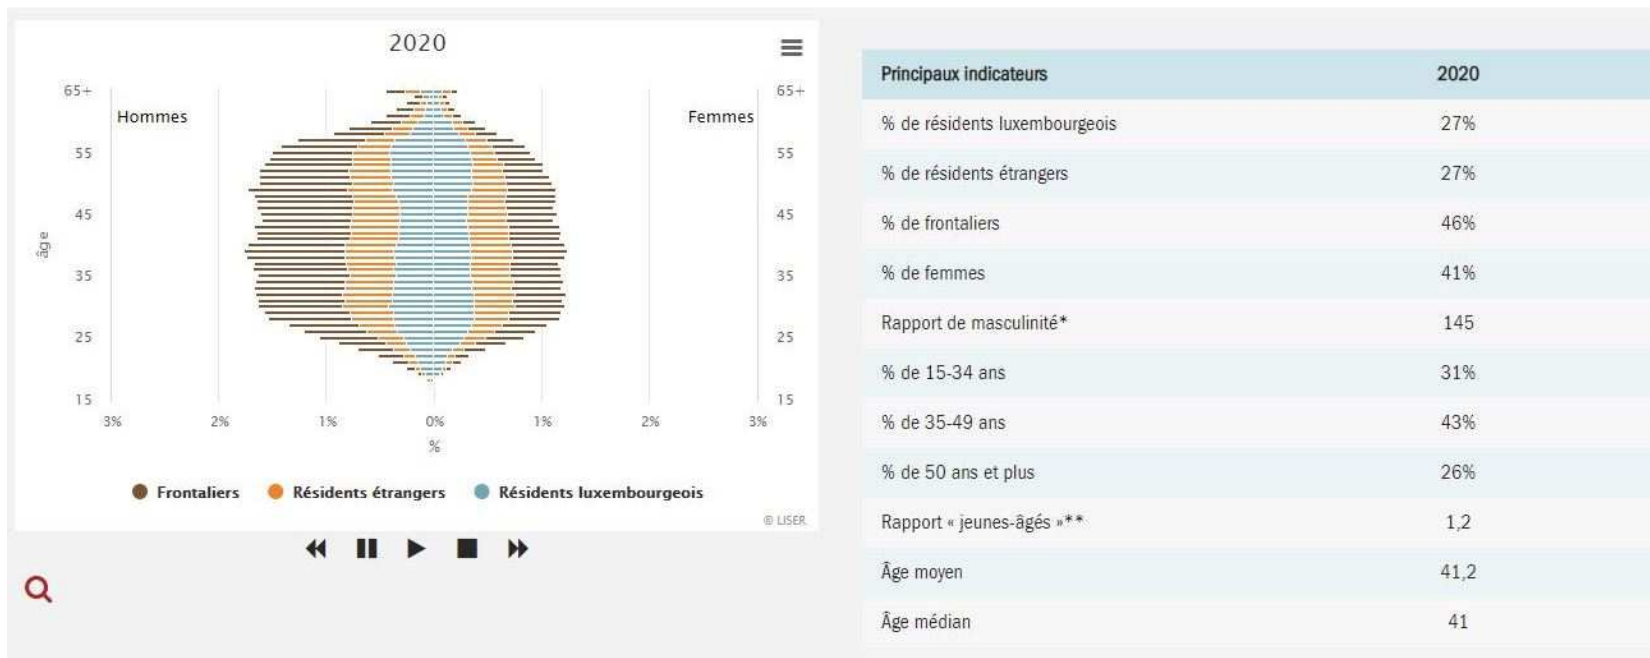 2020
65+
65+
Hommes
Femmes
55
55
45
45
âge
35
35
25
25
15
15
3%
2%
1%
0%
1%
2%
3%
%
Frontaliers
Résidents étrangers
Résidents luxembourgeois
© LISER
Principaux indicateurs 2020
% de résidents luxembourgeois 27%
% de résidents étrangers 27%
% de frontaliers 46%
% de femmes 41%
Rapport de masculinité* 145
% de 15-34 ans 31%
% de 35-49 ans 43%
% de 50 ans et plus 26%
Rapport « jeunes-âgés »** 1,2
Âge moyen 41,2
Âge médian 41